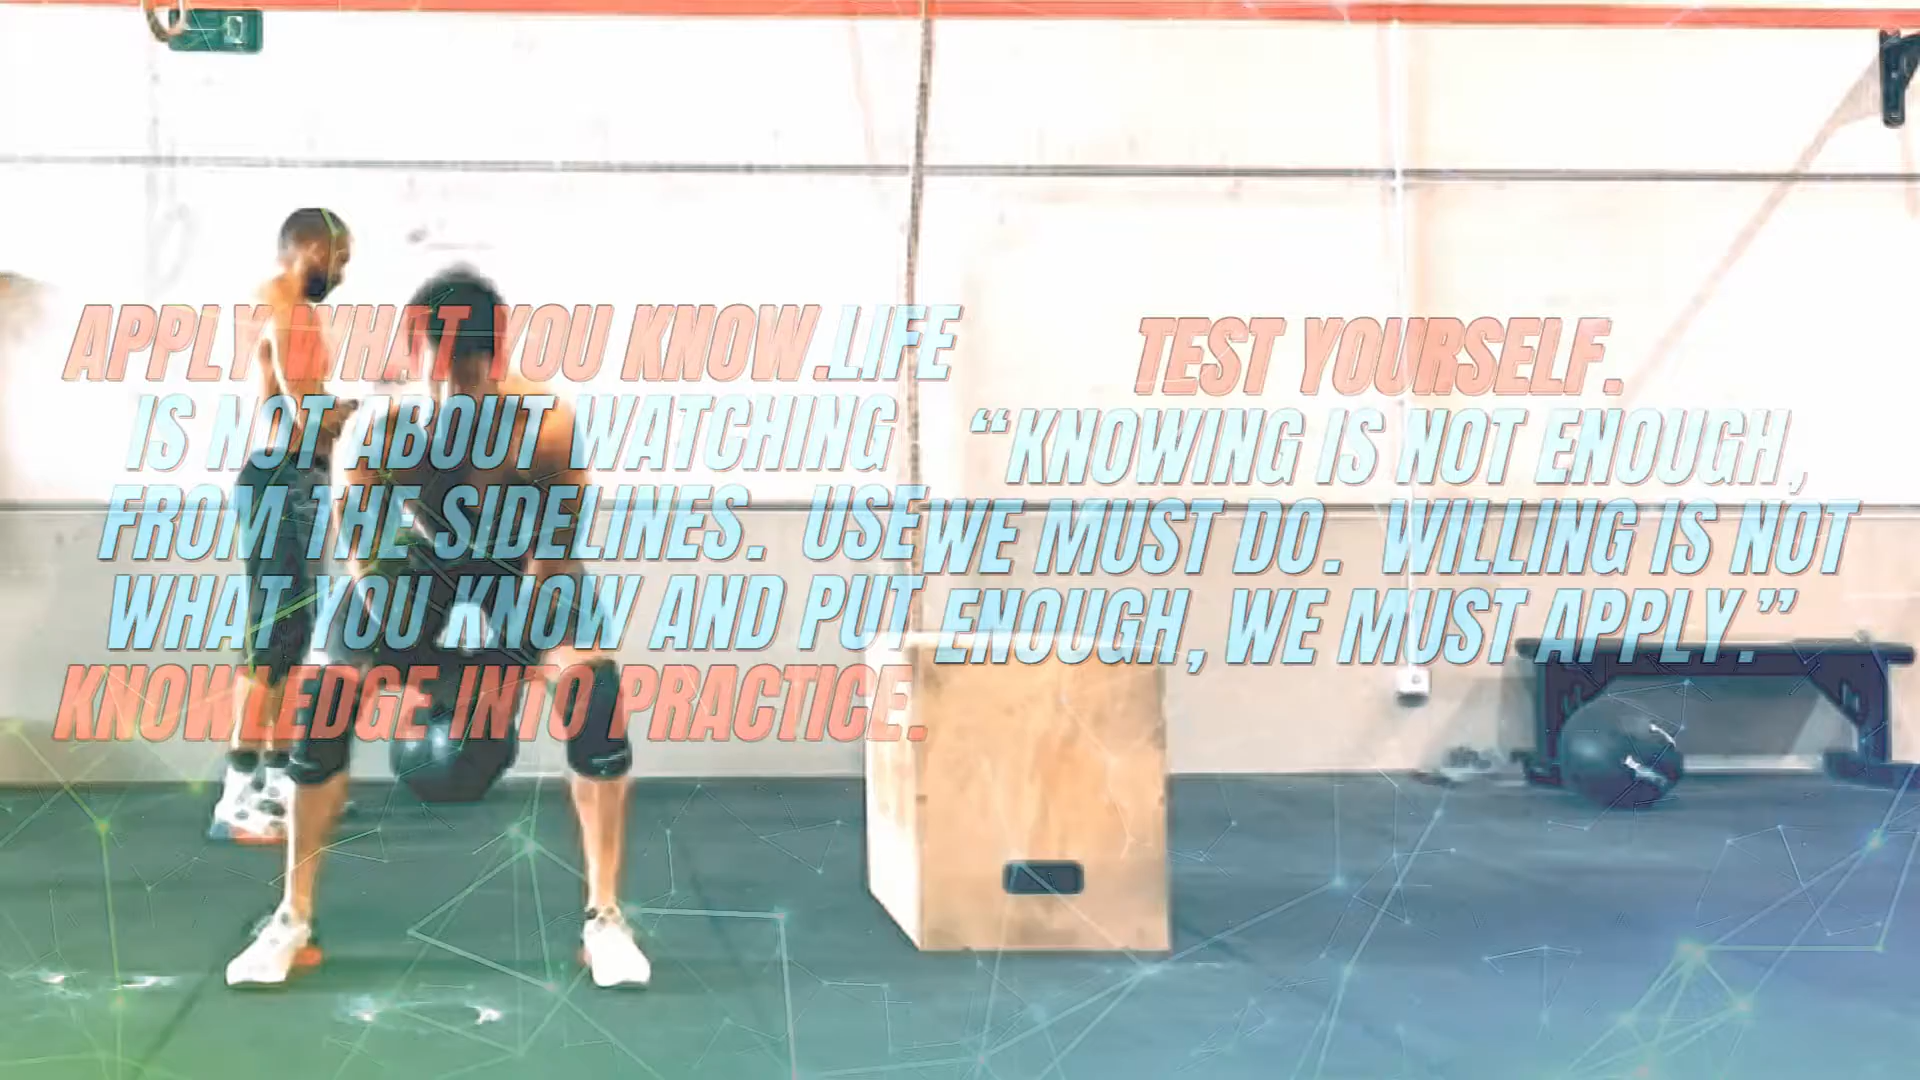 APPLY WHAT YOU KNOW.LIFE
IS NOT ABOUT WATCHING
FROM THE SIDELINES. USE
WHAT YOU KNOW AND PUT
KNOWLEDGE INTO PRACTICE.
TEST YOURSELF.
“KNOWING IS NOT ENOUGH,
WE MUST DO. WILLING IS NOT
ENOUGH, WE MUST APPLY.”